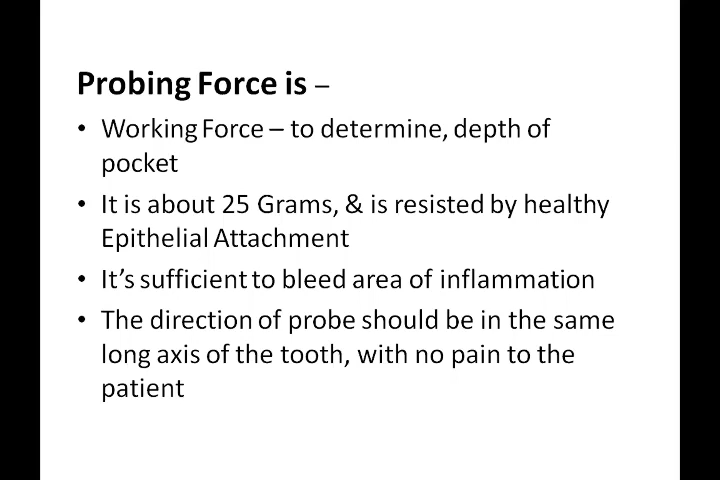 Probing Force is –
• Working Force – to determine, depth of
pocket
• It is about 25 Grams, & is resisted by healthy
Epithelial Attachment
• It's sufficient to bleed area of inflammation
• The direction of probe should be in the same
long axis of the tooth, with no pain to the
patient